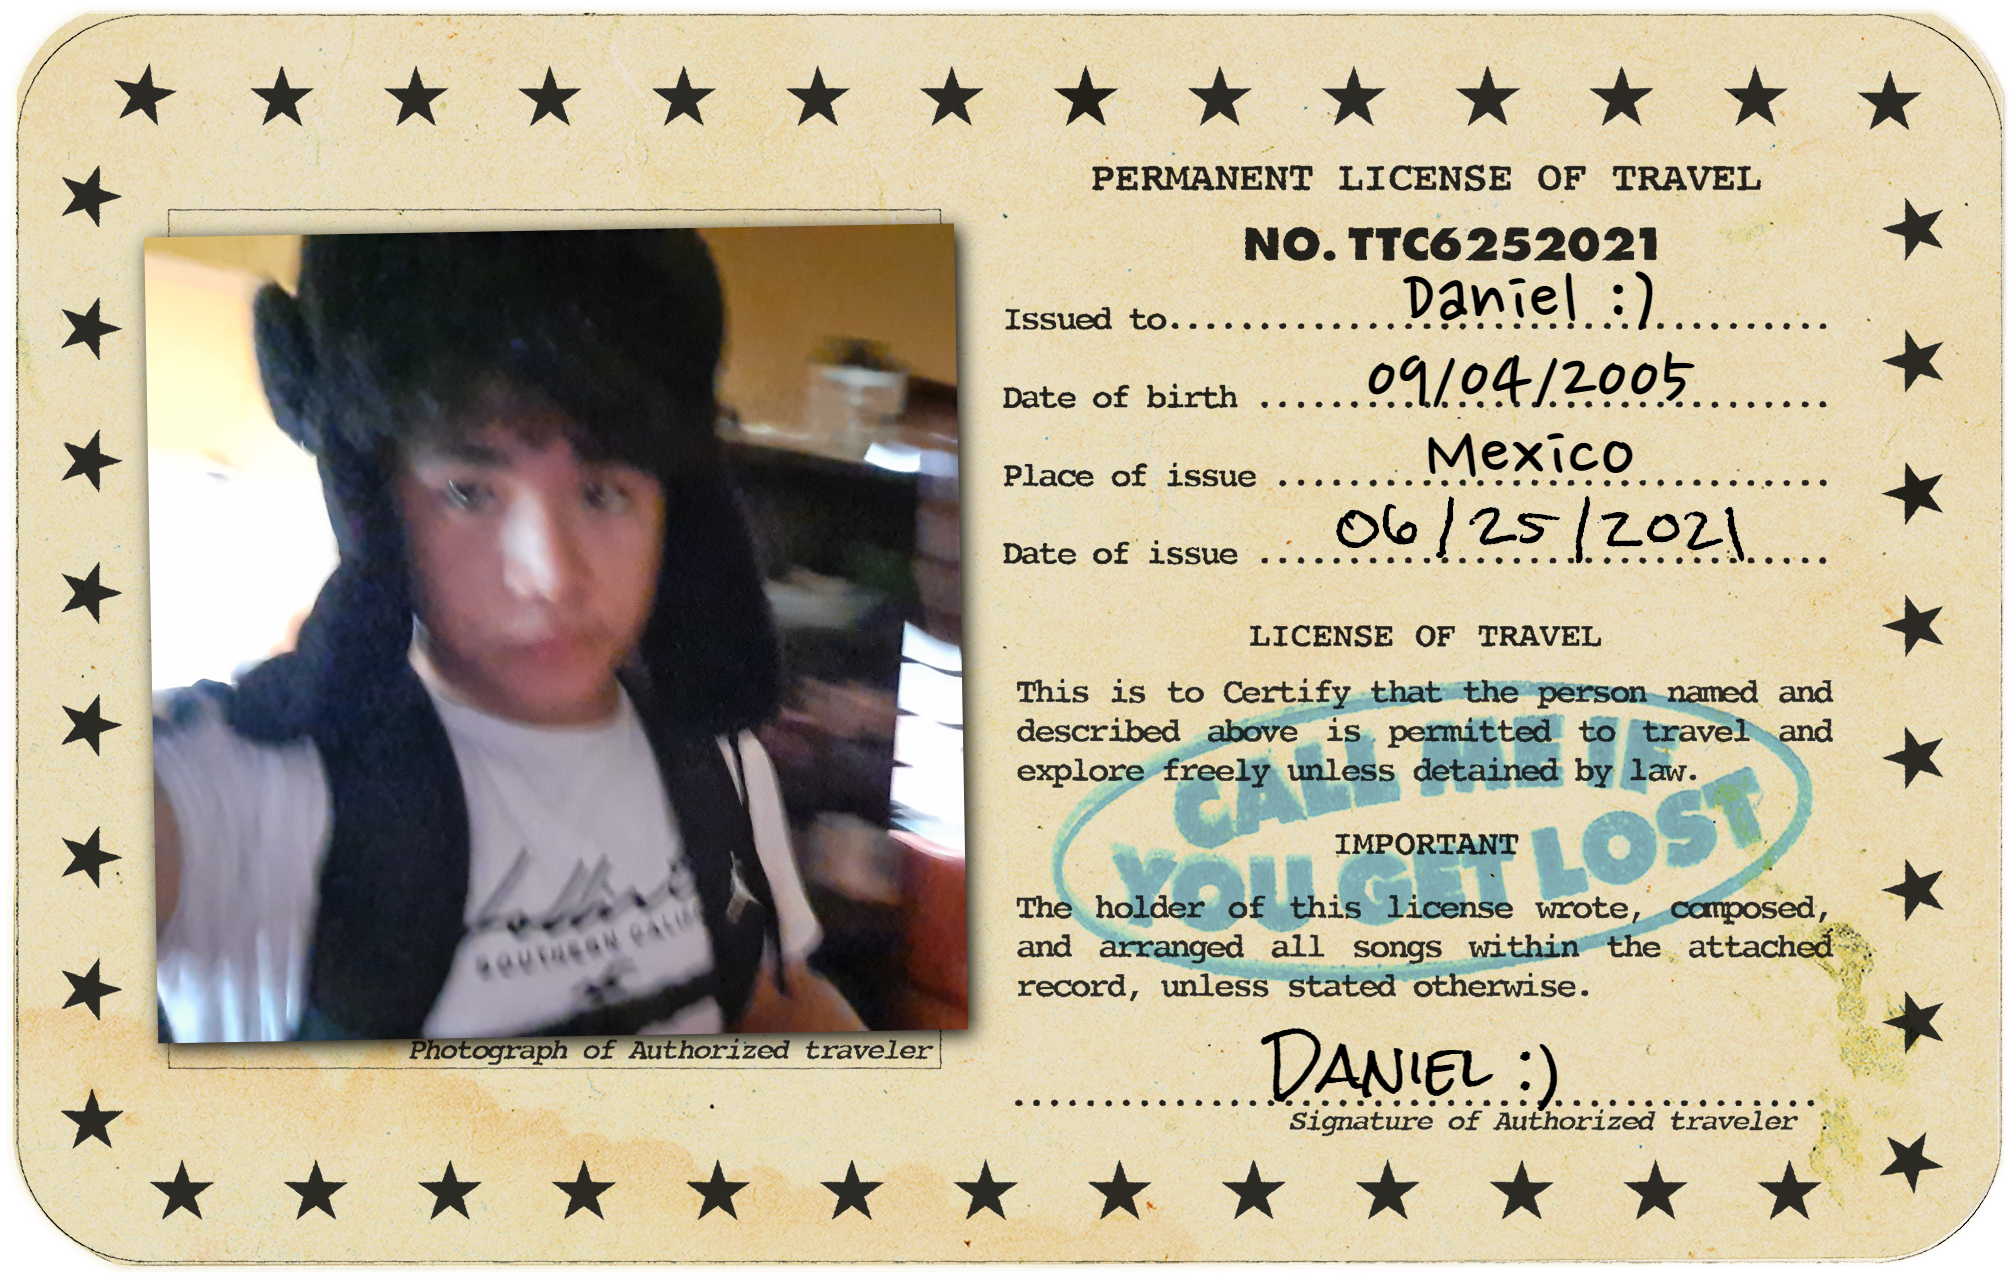 PERMANENT LICENSE OF TRAVEL
NO. TTC6252021
Issued to.......Daniel :)
Date of birth .......09/04/2005
Place of issue .......Mexico
Date of issue .......06/25/2021
LICENSE OF TRAVEL
This is to Certify that the person named and
described above is permitted to travel and
explore freely unless detained by law.
CALL ME IF
YOU GET LOST
IMPORTANT
The holder of this license wrote, composed,
and arranged all songs within the attached
record, unless stated otherwise.
DANIEL :)
Signature of Authorized traveler
SOUTHERN
Photograph of Authorized traveler